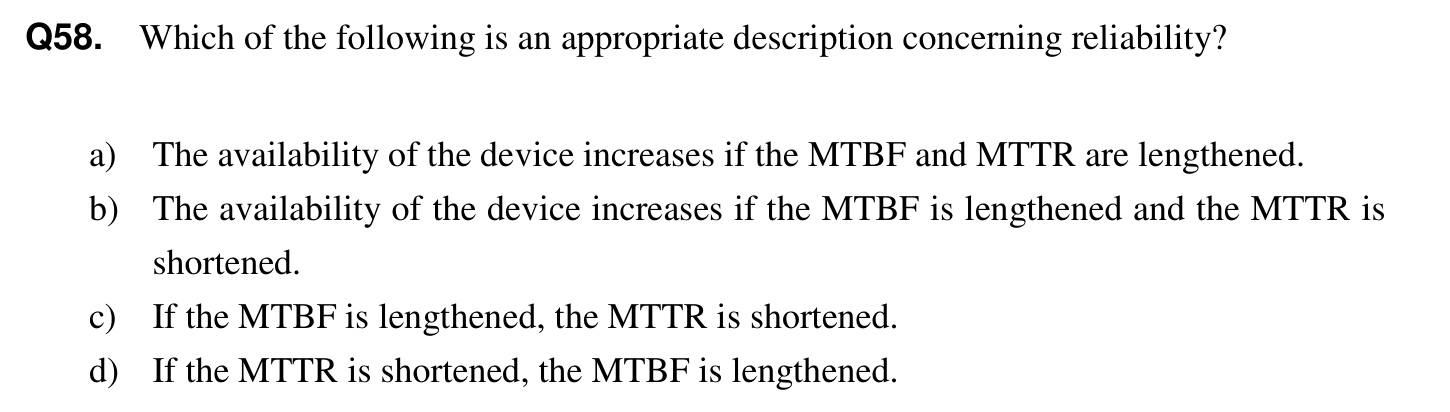 Q58. Which of the following is an appropriate description concerning reliability?
a) The availability of the device increases if the MTBF and MTTR are lengthened.
b) The availability of the device increases if the MTBF is lengthened and the MTTR is
shortened.
c) If the MTBF is lengthened, the MTTR is shortened.
d) If the MTTR is shortened, the MTBF is lengthened.